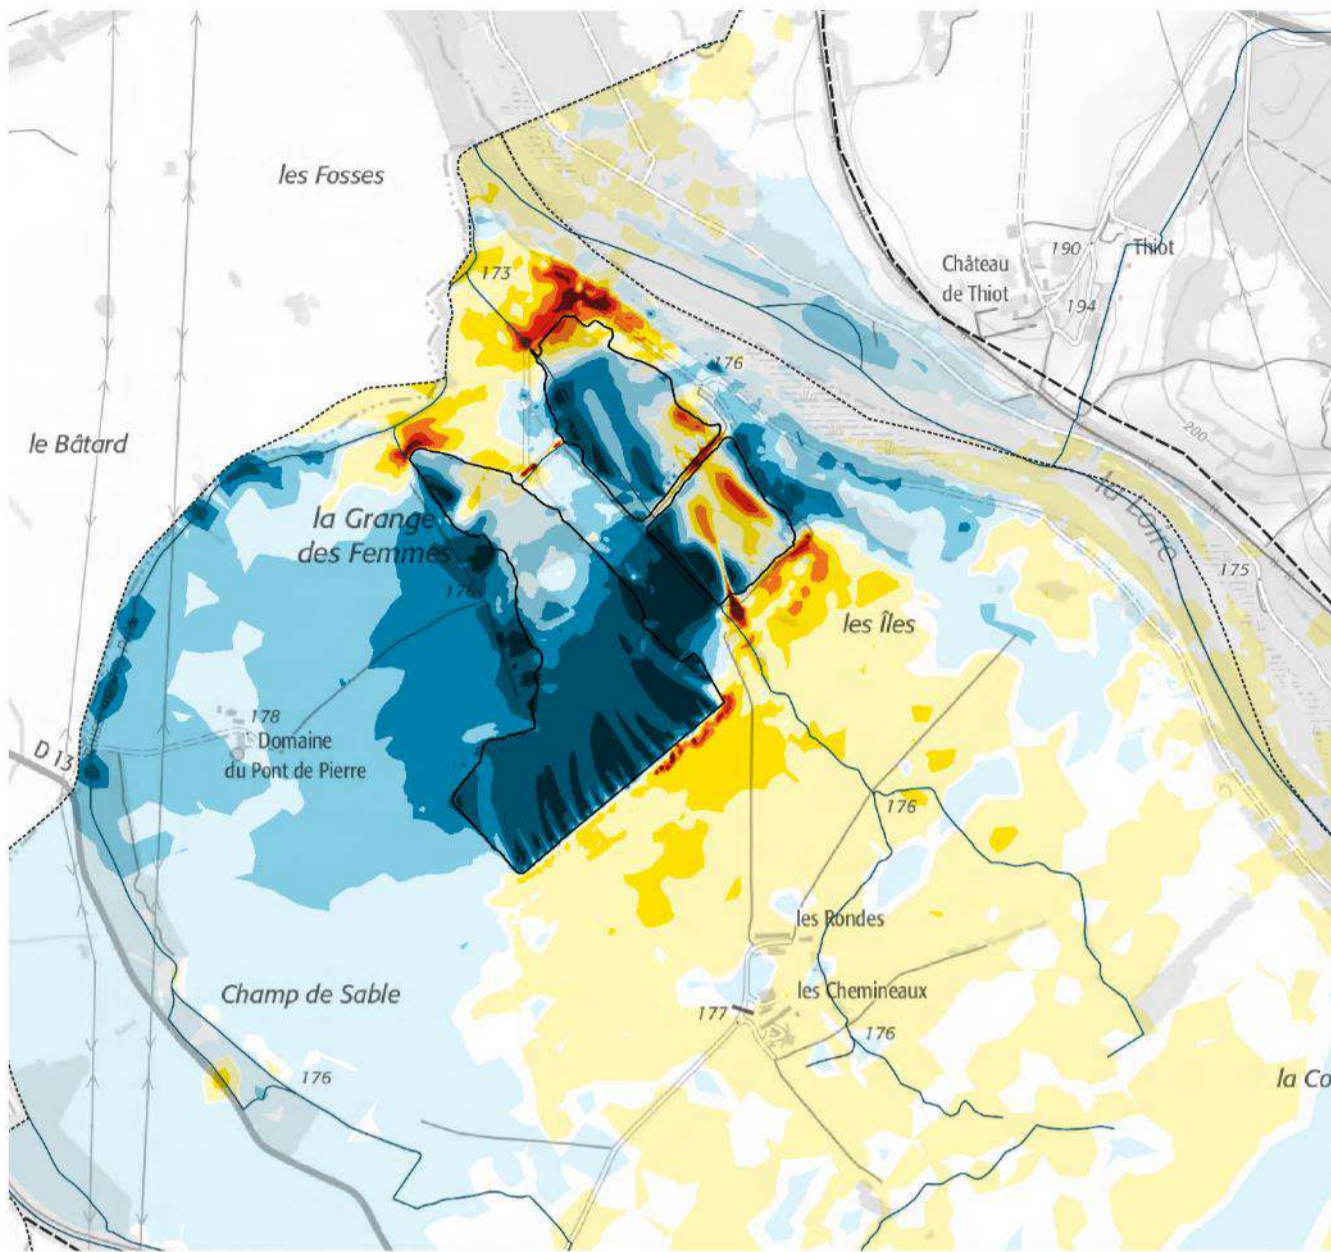 les Fosses
173
190
Thiot
Château
de Thiot
194
176
200
le Bâtard
la Grange
des Femmes
176
la Loire
175
les Îles
178
Domaine
du Pont de Pierre
D 13
176
les Rondes
Champ de Sable
les Chemineaux
177
176
176
la Co